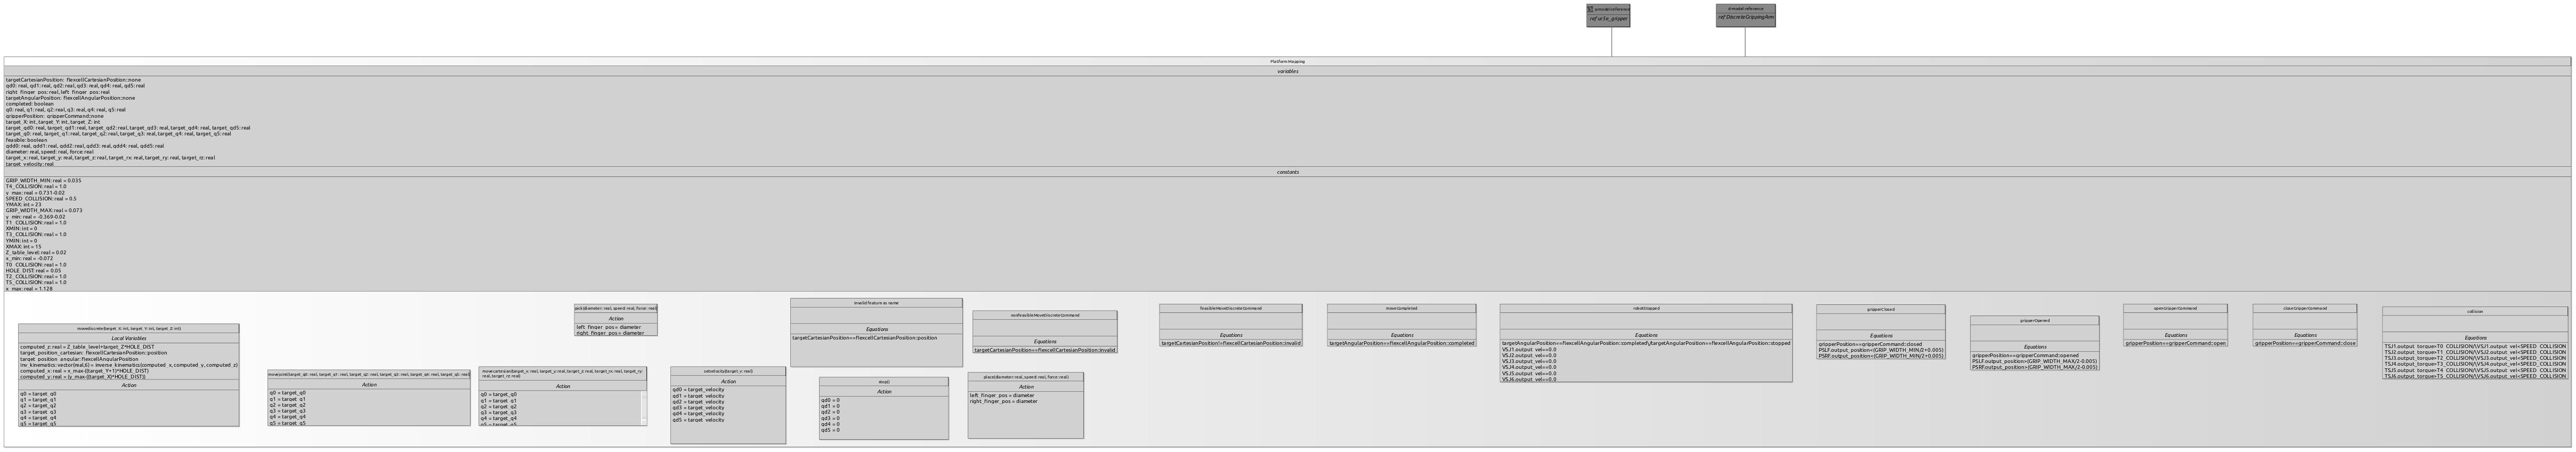 ref ur5e_gripper
d-model reference
ref DiscreteGrippingArm
PlatformMapping
variables
targetCartesianPosition: flexcellCartesianPosition::none
qd0: real, qd1: real, qd2: real, qd3: real, qd4: real, qd5: real
right_finger_pos: real, left_finger_pos: real
targetAngularPosition: flexcellAngularPosition::none
completed: boolean
q0: real, q1: real, q2: real, q3: real, q4: real, q5: real
gripperPosition: gripperCommand::none
target_X: int, target_Y: int, target_Z: int
target_qd0: real, target_qd1: real, target_qd2: real, target_qd3: real, target_qd4: real, target_qd5: real
target_q0: real, target_q1: real, target_q2: real, target_q3: real, target_q4: real, target_q5: real
feasible: boolean
qdd0: real, qdd1: real, qdd2: real, qdd3: real, qdd4: real, qdd5: real
diameter: real, speed: real, force: real
target_x: real, target_y: real, target_z: real, target_rx: real, target_ry: real, target_rz: real
target_velocity: real
constants
GRIP_WIDTH_MIN: real = 0.035
T4_COLLISION: real = 1.0
y_max: real = 0.731-0.02
SPEED_COLLISION: real = 0.5
YMAX: int = 23
GRIP_WIDTH_MAX: real = 0.073
y_min: real = -0.369-0.02
T1_COLLISION: real = 1.0
XMIN: int = 0
T3_COLLISION: real = 1.0
YMIN: int = 0
XMAX: int = 15
Z_table_level: real = 0.02
x_min: real = -0.072
T0_COLLISION: real = 1.0
HOLE_DIST: real = 0.05
T2_COLLISION: real = 1.0
T5_COLLISION: real = 1.0
x_max: real = 1.128
movediscrete(target_X: int, target_Y: int, target_Z: int)
Local Variables
computed_z: real = Z_table_level+target_Z*HOLE_DIST
target_position_cartesian: flexcellCartesianPosition::position
target_position_angular: flexcellAngularPosition
inv_kinematics: vector(real,6) = inverse_kinematics(computed_x,computed_y,computed_z)
computed_x: real = x_max-((target_Y+1)*HOLE_DIST)
computed_y: real = (y_max-((target_X)*HOLE_DIST))
Action
q0 = target_q0
q1 = target_q1
q2 = target_q2
q3 = target_q3
q4 = target_q4
q5 = target_q5
movejoint(target_q0: real, target_q1: real, target_q2: real, target_q3: real, target_q4: real, target_q5: real)
Action
q0 = target_q0
q1 = target_q1
q2 = target_q2
q3 = target_q3
q4 = target_q4
q5 = target_q5
movecartesian(target_x: real, target_y: real, target_z: real, target_rx: real, target_ry:
real, target_rz: real)
Action
q0 = target_q0
q1 = target_q1
q2 = target_q2
q3 = target_q3
q4 = target_q4
q5 = target_q5
pick(diameter: real, speed: real, force: real)
Action
left_finger_pos = diameter
right_finger_pos = diameter
setvelocity(target_v: real)
Action
qd0 = target_velocity
qd1 = target_velocity
qd2 = target_velocity
qd3 = target_velocity
qd4 = target_velocity
qd5 = target_velocity
invalid feature as name
Equations
targetCartesianPosition==flexcellCartesianPosition::position
stop()
Action
qd0 = 0
qd1 = 0
qd2 = 0
qd3 = 0
qd4 = 0
qd5 = 0
nonFeasibleMoveDiscreteCommand
Equations
targetCartesianPosition==flexcellCartesianPosition::invalid
place(diameter: real, speed: real, force: real)
Action
left_finger_pos = diameter
right_finger_pos = diameter
feasibleMoveDiscreteCommand
Equations
targetCartesianPosition!=flexcellCartesianPosition::invalid
moveCompleted
Equations
targetAngularPosition==flexcellAngularPosition::completed
robotStopped
Equations
targetAngularPosition==flexcellAngularPosition::completed\/targetAngularPosition==flexcellAngularPosition::stopped
VSJ1.output_vel==0.0
VSJ2.output_vel==0.0
VSJ3.output_vel==0.0
VSJ4.output_vel==0.0
VSJ5.output_vel==0.0
VSJ6.output_vel==0.0
gripperClosed
Equations
gripperPosition==gripperCommand::closed
PSLF.output_position<(GRIP_WIDTH_MIN/2+0.005)
PSRF.output_position<(GRIP_WIDTH_MIN/2+0.005)
gripperOpened
Equations
gripperPosition==gripperCommand::opened
PSLF.output_position>(GRIP_WIDTH_MAX/2-0.005)
PSRF.output_position>(GRIP_WIDTH_MAX/2-0.005)
openGripperCommand
Equations
gripperPosition==gripperCommand::open
closeGripperCommand
Equations
gripperPosition==gripperCommand::close
collision
Equations
TSJ1.output_torque>T0_COLLISION/\VSJ1.output_vel<SPEED_COLLISION
TSJ2.output_torque>T1_COLLISION/\VSJ2.output_vel<SPEED_COLLISION
TSJ3.output_torque>T2_COLLISION/\VSJ3.output_vel<SPEED_COLLISION
TSJ4.output_torque>T3_COLLISION/\VSJ4.output_vel<SPEED_COLLISION
TSJ5.output_torque>T4_COLLISION/\VSJ5.output_vel<SPEED_COLLISION
TSJ6.output_torque>T5_COLLISION/\VSJ6.output_vel<SPEED_COLLISION